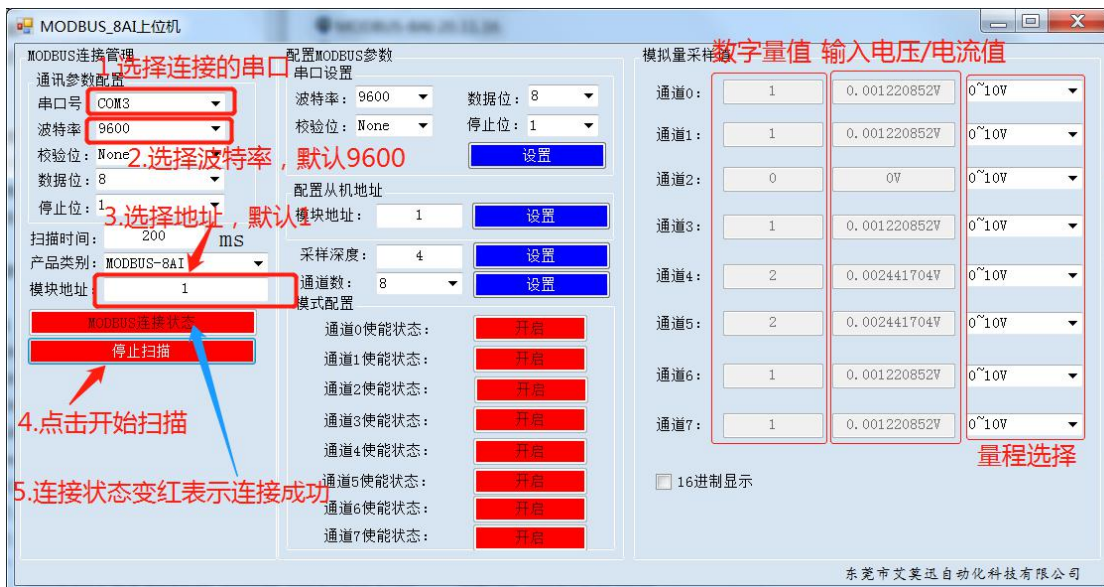 MODBUS_8AI上位机
MODBUS连接管理
1.选择连接的串口
通讯参数配置
串口号 COM3
波特率 9600
2.选择波特率，默认9600
校验位： None
数据位： 8
停止位： 1
3.选择地址，默认1
扫描时间： 200 ms
产品类别： MODBUS-8AI
模块地址： 1
MODBUS连接状态
停止扫描
4.点击开始扫描
5.连接状态变红表示连接成功
配置MODBUS参数
串口设置
波特率： 9600 数据位： 8
校验位： None 停止位： 1
设置
配置从机地址
模块地址： 1 设置
采样深度： 4 设置
通道数： 8 设置
模式配置
通道0使能状态： 开启
通道1使能状态： 开启
通道2使能状态： 开启
通道3使能状态： 开启
通道4使能状态： 开启
通道5使能状态： 开启
通道6使能状态： 开启
通道7使能状态： 开启
模拟量采样值
数字量值 输入电压/电流值
通道0： 1 0.001220852V 0~10V
通道1： 1 0.001220852V 0~10V
通道2： 0 0V 0~10V
通道3： 1 0.001220852V 0~10V
通道4： 2 0.002441704V 0~10V
通道5： 2 0.002441704V 0~10V
通道6： 1 0.001220852V 0~10V
通道7： 1 0.001220852V 0~10V
量程选择
16进制显示
东莞市艾莫迅自动化科技有限公司